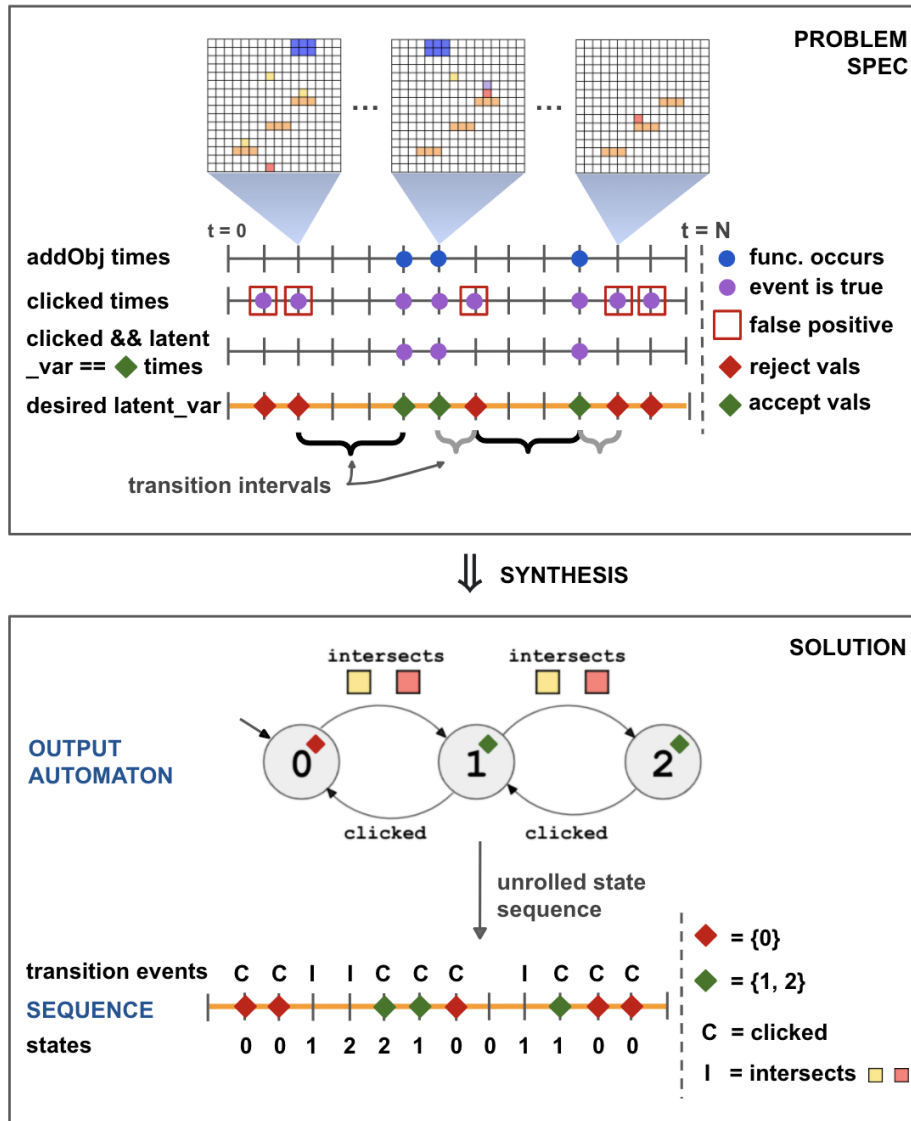 PROBLEM
SPEC
... ...
t = 0
t = N
addObj times
func. occurs
clicked times
event is true
clicked && latent
_var == times
false positive
reject vals
desired latent_var
accept vals
transition intervals
⇓ SYNTHESIS
SOLUTION
intersects intersects
OUTPUT
AUTOMATON
0 1 2
clicked clicked
unrolled state
sequence
transition events C C I I C C C I C C C
SEQUENCE
states 0 0 1 2 2 1 0 0 1 1 0 0
= {0}
= {1, 2}
C = clicked
I = intersects